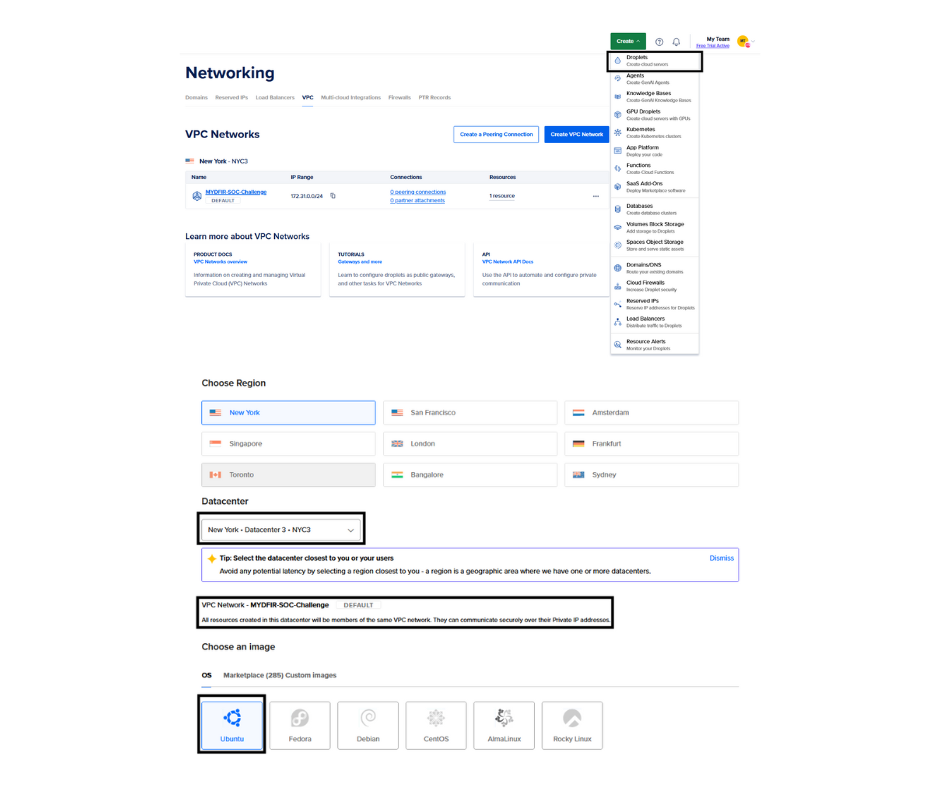 Create
My Team
Free Trial Active
Networking
Domains Reserved IPs Load Balancers VPC Multi-cloud Integrations Firewalls PTR Records
VPC Networks
Create a Peering Connection
Create VPC Network
New York - NYC3
Name IP Range Connections Resources
MYDFIR-SOC-Challenge
DEFAULT
172.31.0.0/24
0 peering connections
0 partner attachments
1 resource
Learn more about VPC Networks
PRODUCT DOCS
VPC Networks overview
Information on creating and managing Virtual
Private Cloud (VPC) Networks
TUTORIALS
Gateways and more
Learn to configure droplets as public gateways,
and other tasks for VPC Networks
API
VPC Network API Docs
Use the API to automate and configure private
communication
Droplets
Create cloud servers
Agents
Create GenAI Agents
Knowledge Bases
Create GenAI Knowledge Bases
GPU Droplets
Create cloud servers with GPUs
Kubernetes
Create Kubernetes clusters
App Platform
Deploy your code
Functions
Create Cloud Functions
SaaS Add-Ons
Deploy Marketplace software
Databases
Create database clusters
Volumes Block Storage
Add storage to Droplets
Spaces Object Storage
Store and serve static assets
Domains/DNS
Route your existing domains
Cloud Firewalls
Increase Droplet security
Reserved IPs
Reserve IP addresses for Droplets
Load Balancers
Distribute traffic to Droplets
Resource Alerts
Monitor your Droplets
Choose Region
New York San Francisco Amsterdam
Singapore London Frankfurt
Toronto Bangalore Sydney
Datacenter
New York • Datacenter 3 • NYC3
Tip: Select the datacenter closest to you or your users
Dismiss
Avoid any potential latency by selecting a region closest to you - a region is a geographic area where we have one or more datacenters.
VPC Network - MYDFIR-SOC-Challenge DEFAULT
All resources created in this datacenter will be members of the same VPC network. They can communicate securely over their Private IP addresses.
Choose an image
OS Marketplace (285) Custom images
Ubuntu Fedora Debian CentOS AlmaLinux Rocky Linux